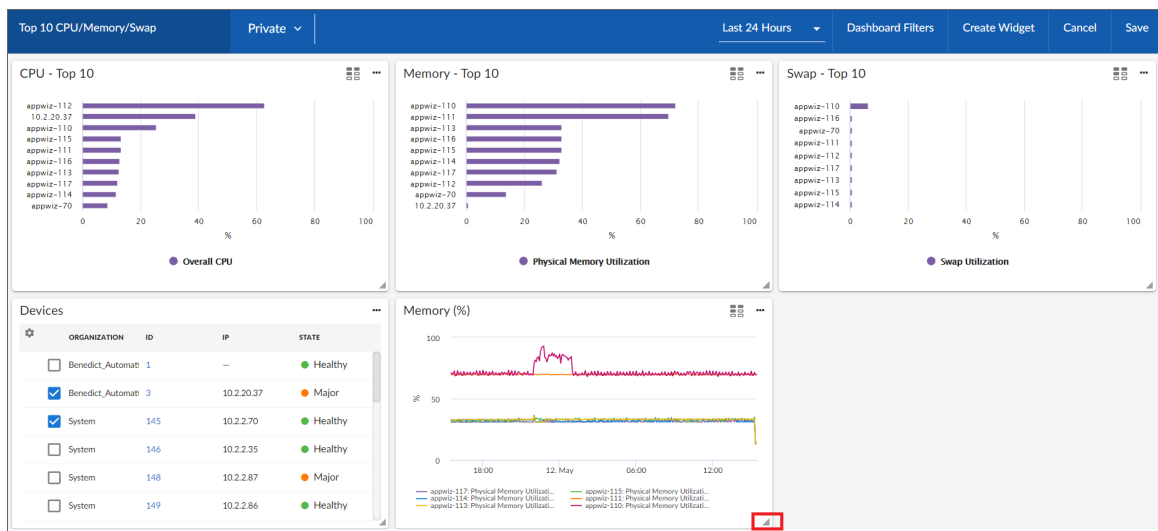 Top 10 CPU/Memory/Swap Private Last 24 Hours Dashboard Filters Create Widget Cancel Save
CPU - Top 10
appwiz-112
10.2.20.37
appwiz-110
appwiz-115
appwiz-111
appwiz-116
appwiz-113
appwiz-117
appwiz-114
appwiz-70
0 20 40 60 80 100
%
Overall CPU
Memory - Top 10
appwiz-110
appwiz-111
appwiz-113
appwiz-116
appwiz-115
appwiz-114
appwiz-117
appwiz-112
appwiz-70
10.2.20.37
0 20 40 60 80 100
%
Physical Memory Utilization
Swap - Top 10
appwiz-110
appwiz-116
appwiz-70
appwiz-111
appwiz-112
appwiz-117
appwiz-113
appwiz-115
appwiz-114
0 20 40 60 80 100
%
Swap Utilization
Devices
ORGANIZATION ID IP STATE
Benedict_Automati 1 — Healthy
Benedict_Automati 3 10.2.20.37 Major
System 145 10.2.2.70 Healthy
System 146 10.2.2.35 Healthy
System 148 10.2.2.87 Major
System 149 10.2.2.86 Healthy
Memory (%)
100
50
0
%
18:00 12. May 06:00 12:00
appwiz-117: Physical Memory Utilizati... appwiz-115: Physical Memory Utilizati...
appwiz-114: Physical Memory Utilizati... appwiz-111: Physical Memory Utilizati...
appwiz-113: Physical Memory Utilizati... appwiz-110: Physical Memory Utilizati...